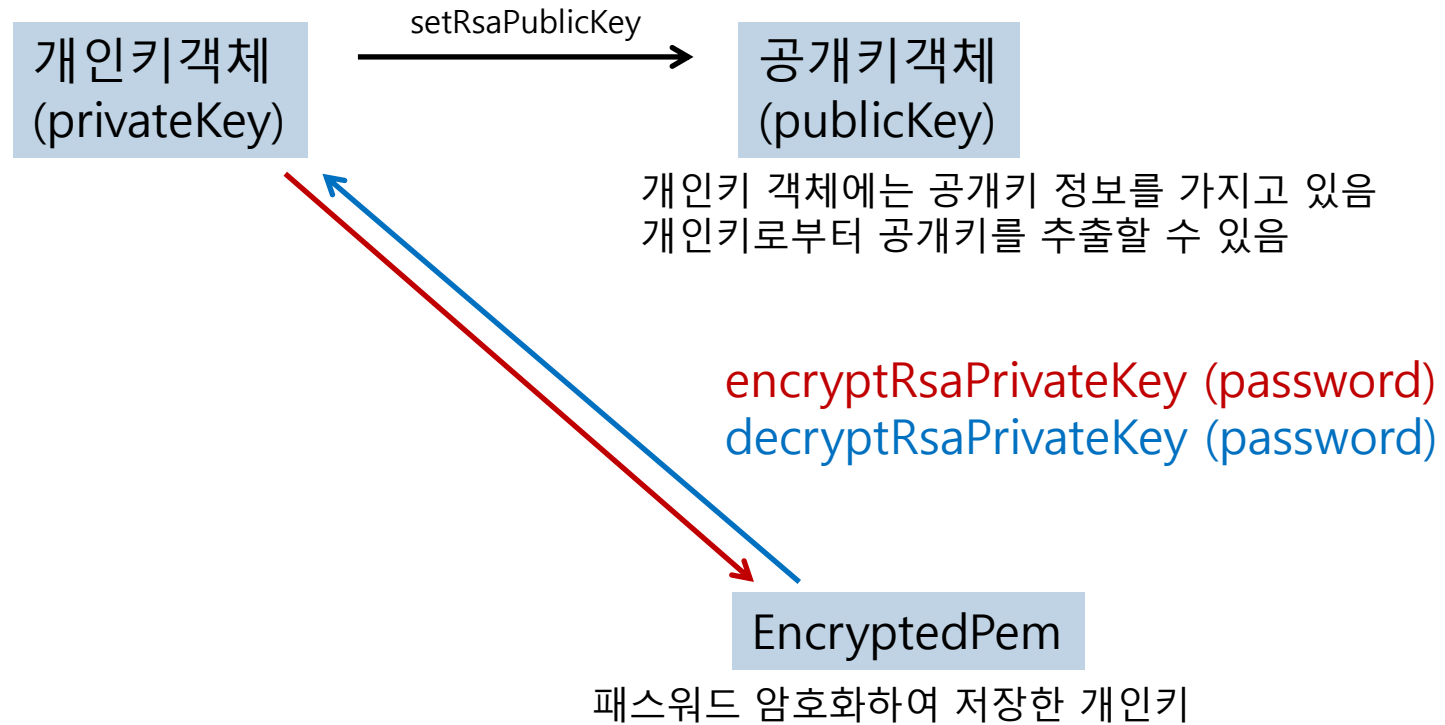 setRsaPublicKey
개인키객체
(privateKey)
공개키객체
(publicKey)
개인키 객체에는 공개키 정보를 가지고 있음
개인키로부터 공개키를 추출할 수 있음
encryptRsaPrivateKey (password)
decryptRsaPrivateKey (password)
EncryptedPem
패스워드 암호화하여 저장한 개인키